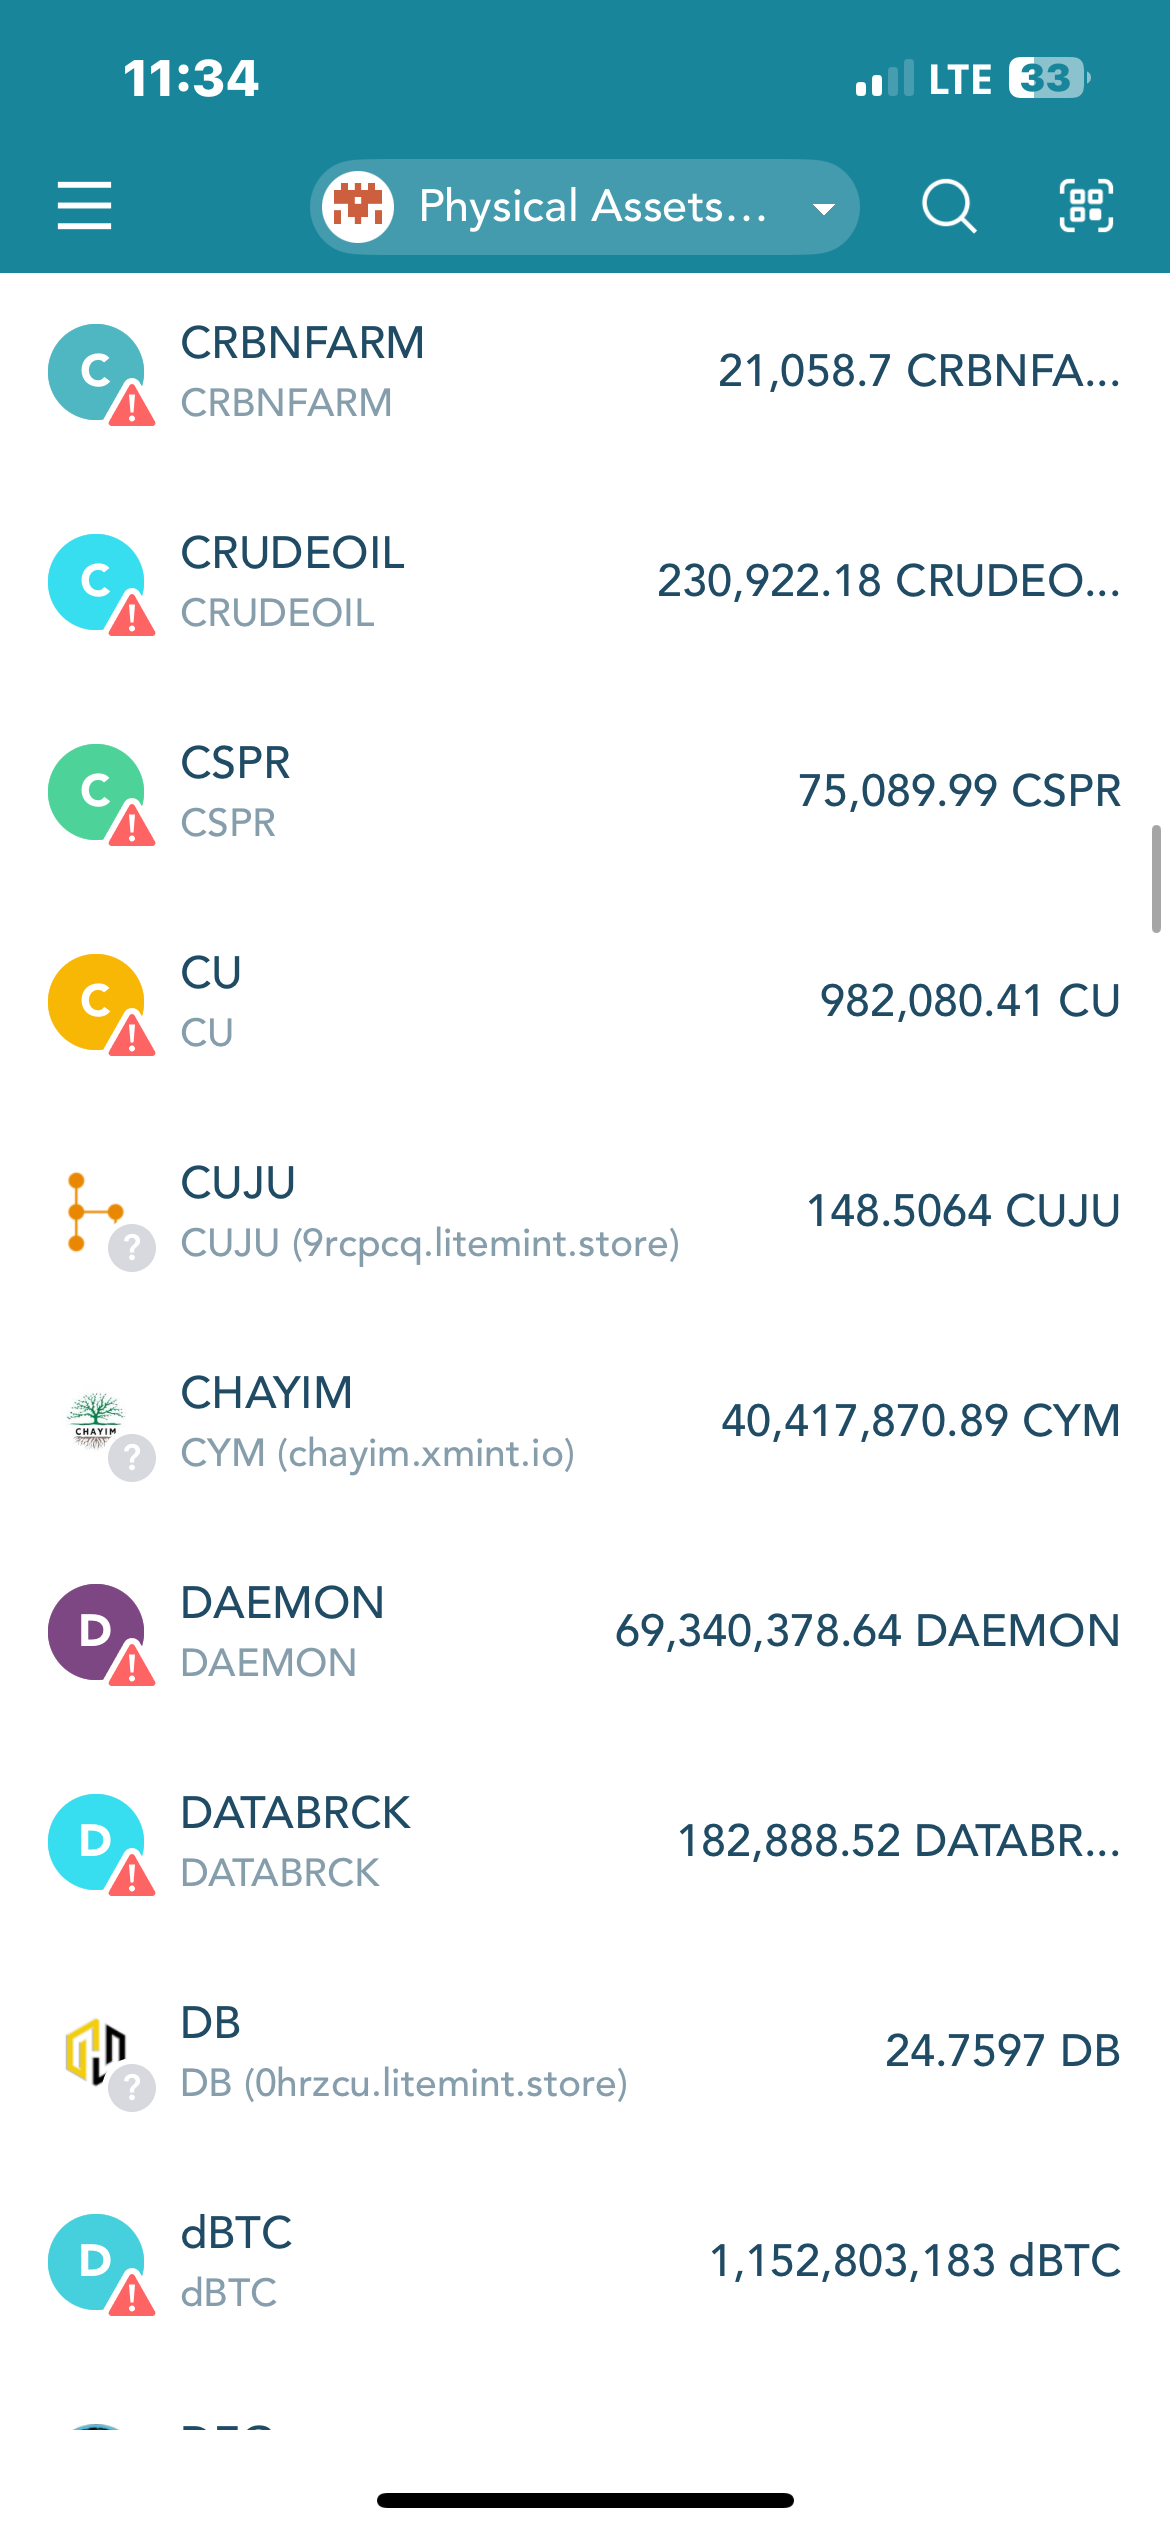 11:34
LTE 33
Physical Assets...
C
CRBNFARM
CRBNFARM
21,058.7 CRBNFA...
C
CRUDEOIL
CRUDEOIL
230,922.18 CRUDEO...
C
CSPR
CSPR
75,089.99 CSPR
C
CU
CU
982,080.41 CU
CUJU
CUJU (9rcpcq.litemint.store)
148.5064 CUJU
CHAYIM
CHAYIM
CYM (chayim.xmint.io)
40,417,870.89 CYM
D
DAEMON
DAEMON
69,340,378.64 DAEMON
D
DATABRCK
DATABRCK
182,888.52 DATABR...
DB
DB (0hrzcu.litemint.store)
24.7597 DB
D
dBTC
dBTC
1,152,803,183 dBTC